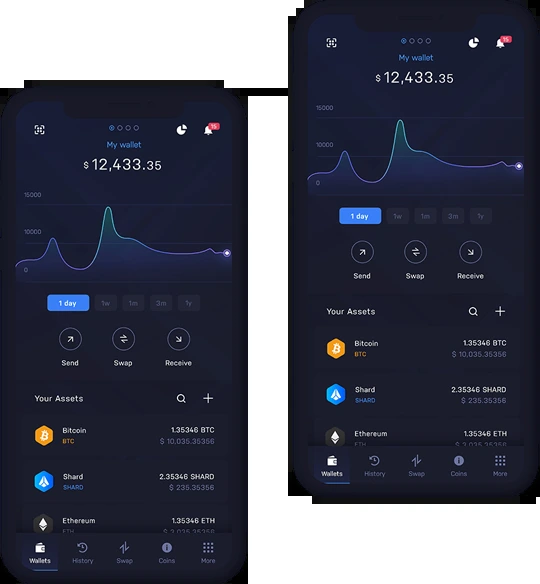 15
My wallet
$ 12,433.35
15000
10000
0
1 day 1w 1m 3m 1y
Send Swap Receive
Your Assets
Bitcoin 1.35346 BTC
BTC $ 10,035.35356
Shard 2.35346 SHARD
SHARD $ 235.35356
Ethereum 1.35346 ETH
ETH $ 3,035.35356
Wallets History Swap Coins More
15
My wallet
$ 12,433.35
15000
10000
0
1 day 1w 1m 3m 1y
Send Swap Receive
Your Assets
Bitcoin 1.35346 BTC
BTC $ 10,035.35356
Shard 2.35346 SHARD
SHARD $ 235.35356
Ethereum 1.35346 ETH
Wallets History Swap Coins More